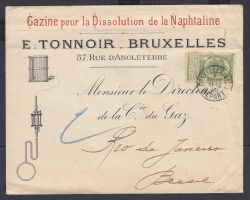 Gazine pour la Dissolution de la Naphtaline
E. TONNOIR, BRUXELLES
37, RUE D'ANGLETERRE
Monsieur le Directeur
de la Cie du Gaz
Rio de Janeiro
Brésil